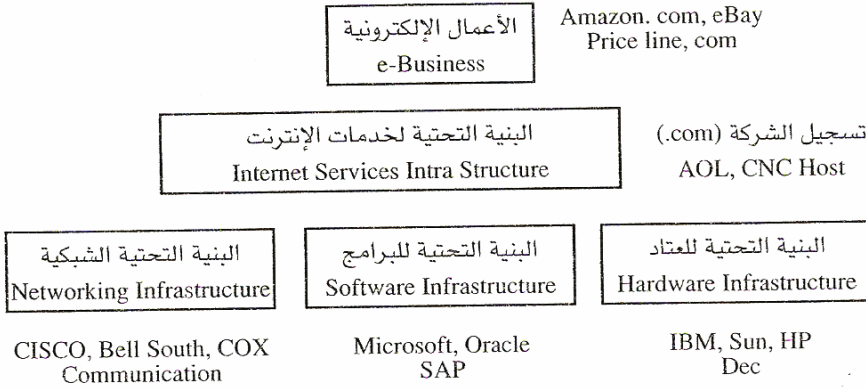 الأعمال الإلكترونية
e-Business
Amazon. com, eBay
Price line, com
البنية التحتية لخدمات الإنترنت
Internet Services Intra Structure
تسجيل الشركة (com.)
AOL, CNC Host
البنية التحتية الشبكية
Networking Infrastructure
CISCO, Bell South, COX
Communication
البنية التحتية للبرامج
Software Infrastructure
Microsoft, Oracle
SAP
البنية التحتية للعتاد
Hardware Infrastructure
IBM, Sun, HP
Dec